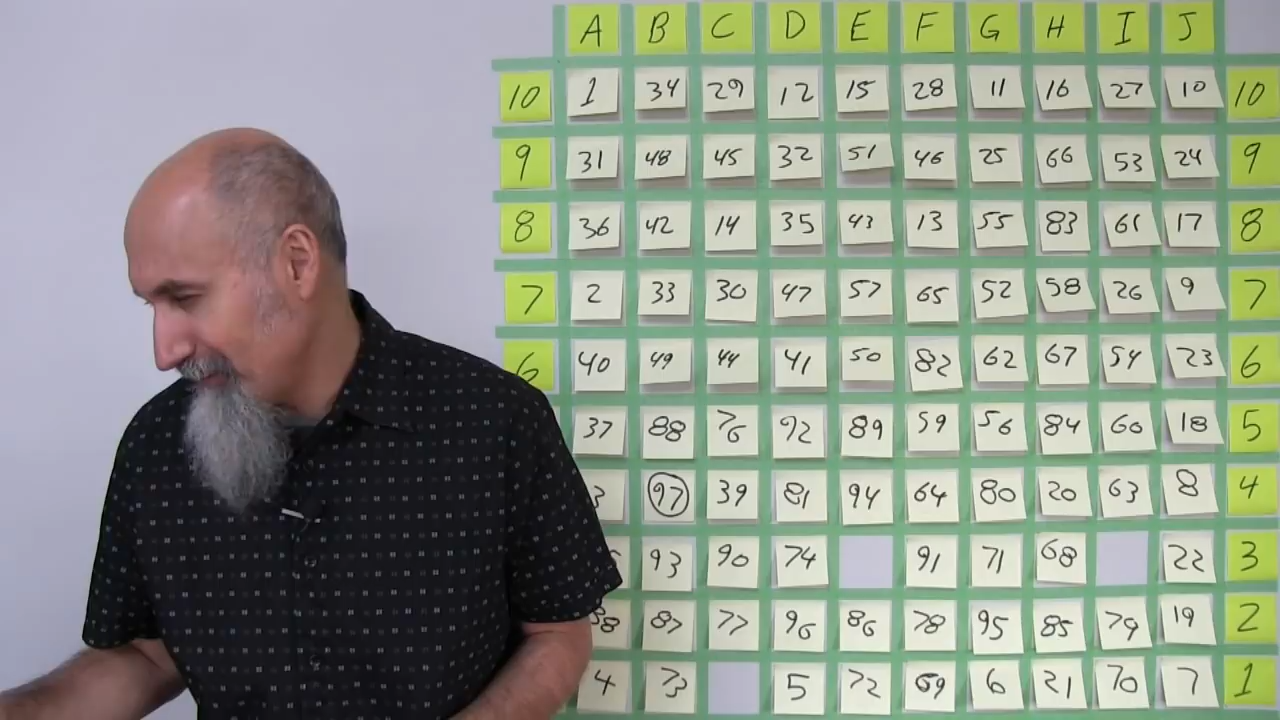 A B C D E F G H I J
10 1 34 29 12 15 28 11 16 27 10 10
9 31 48 45 32 51 46 25 66 53 24 9
8 36 42 14 35 43 13 55 83 61 17 8
7 2 33 30 47 57 65 52 58 26 9 7
6 40 49 44 41 50 82 62 67 54 23 6
37 88 76 92 89 59 56 84 60 18 5
3 97 39 81 94 64 80 20 63 8 4
93 90 74 91 71 68 22 3
38 87 77 96 86 78 95 85 79 19 2
4 73 5 72 69 6 21 70 7 1